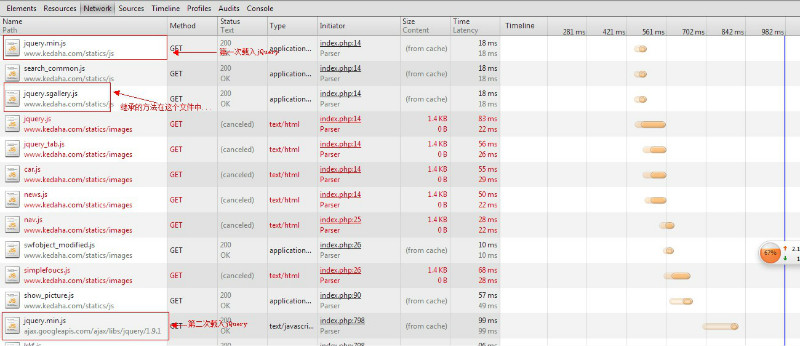 Elements Resources Network Sources Timeline Profiles Audits Console
Name Method Status Type Initiator Size Time Timeline
Path Text Content Latency 281 ms 421 ms 561 ms 702 ms 842 ms 982 ms
jquery.min.js GET 200 application... index.php:14 (from cache) 18 ms
www.kedaha.com/statics/js OK Parser 18 ms
第一次载入 jQuery
search_common.js GET 200 application... index.php:14 (from cache) 18 ms
www.kedaha.com/statics/js OK Parser 18 ms
jquery.sgallery.js GET 200 application... index.php:14 (from cache) 18 ms
www.kedaha.com/statics/js OK Parser 18 ms
继承的方法在这个文件中...
jquery.js GET (canceled) text/html index.php:14 1.4 KB 83 ms
www.kedaha.com/statics/images Parser 0 B 22 ms
jquery_tab.js GET (canceled) text/html index.php:14 1.4 KB 56 ms
www.kedaha.com/statics/images Parser 0 B 26 ms
car.js GET (canceled) text/html index.php:14 1.4 KB 55 ms
www.kedaha.com/statics/images Parser 0 B 29 ms
news.js GET (canceled) text/html index.php:14 1.4 KB 50 ms
www.kedaha.com/statics/images Parser 0 B 22 ms
nev.js GET (canceled) text/html index.php:25 1.4 KB 28 ms
www.kedaha.com/statics/images Parser 0 B 22 ms
swfobject_modified.js GET 200 application... index.php:26 (from cache) 10 ms
www.kedaha.com/statics/js OK Parser 10 ms
67% 2.1
1
simplefoucs.js GET (canceled) text/html index.php:26 1.4 KB 68 ms
www.kedaha.com/statics/images Parser 0 B 28 ms
show_picture.js GET 200 application... index.php:90 (from cache) 57 ms
www.kedaha.com/statics/js OK Parser 49 ms
jquery.min.js GET 200 text/javascri... index.php:798 (from cache) 99 ms
ajax.googleapis.com/ajax/libs/jquery/1.9.1 OK Parser 99 ms
第二次载入jquery